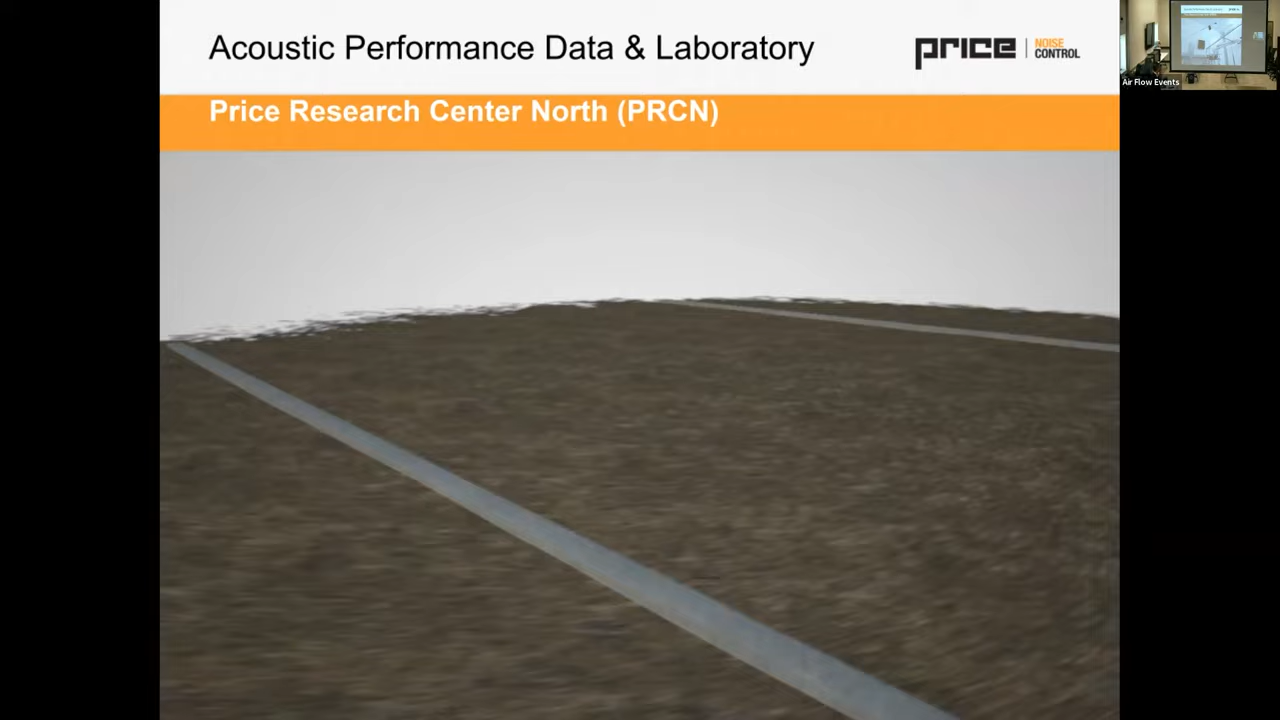 Acoustic Performance Data & Laboratory
price | NOISE
CONTROL
Price Research Center North (PRCN)
Air Flow Events